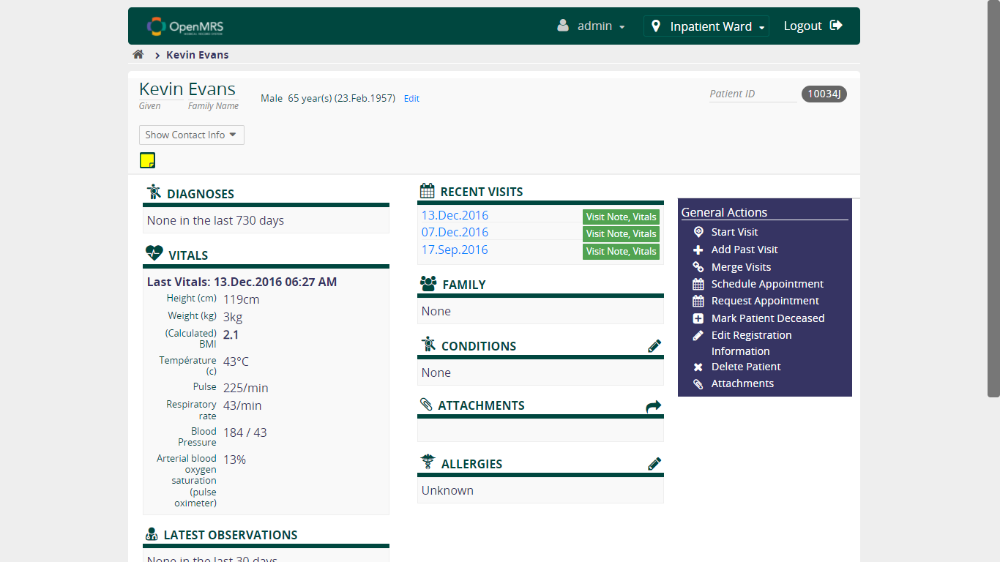 OpenMRS
admin
Inpatient Ward
Logout
Kevin Evans
Kevin Evans
Given Family Name
Male 65 year(s) (23.Feb.1957) Edit
Patient ID
10034J
Show Contact Info
DIAGNOSES
None in the last 730 days
VITALS
Last Vitals: 13.Dec.2016 06:27 AM
Height (cm) 119cm
Weight (kg) 3kg
(Calculated) 2.1
BMI
Température 43°C
(c)
Pulse 225/min
Respiratory 43/min
rate
Blood 184 / 43
Pressure
Arterial blood 13%
oxygen
saturation
(pulse
oximeter)
LATEST OBSERVATIONS
None in the last 30 days
RECENT VISITS
13.Dec.2016 Visit Note, Vitals
07.Dec.2016 Visit Note, Vitals
17.Sep.2016 Visit Note, Vitals
FAMILY
None
CONDITIONS
None
ATTACHMENTS
ALLERGIES
Unknown
General Actions
Start Visit
Add Past Visit
Merge Visits
Schedule Appointment
Request Appointment
Mark Patient Deceased
Edit Registration
Information
Delete Patient
Attachments